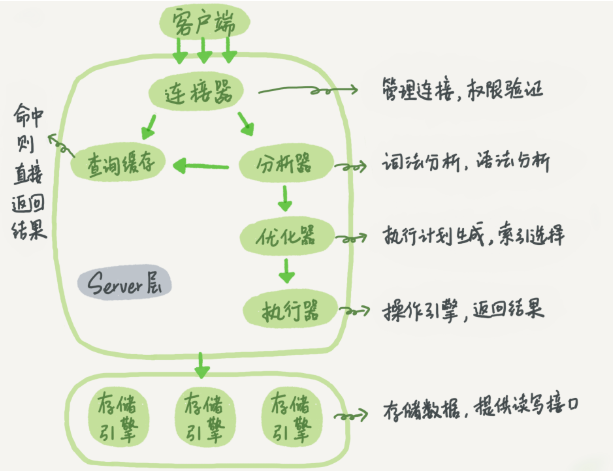 客户端
连接器
管理连接，权限验证
命中
则
直接
返回
结果
查询缓存
分析器
词法分析，语法分析
优化器
执行计划生成，索引选择
Server层
执行器
操作引擎，返回结果
存储
引擎
存储
引擎
存储
引擎
存储数据，提供读写接口